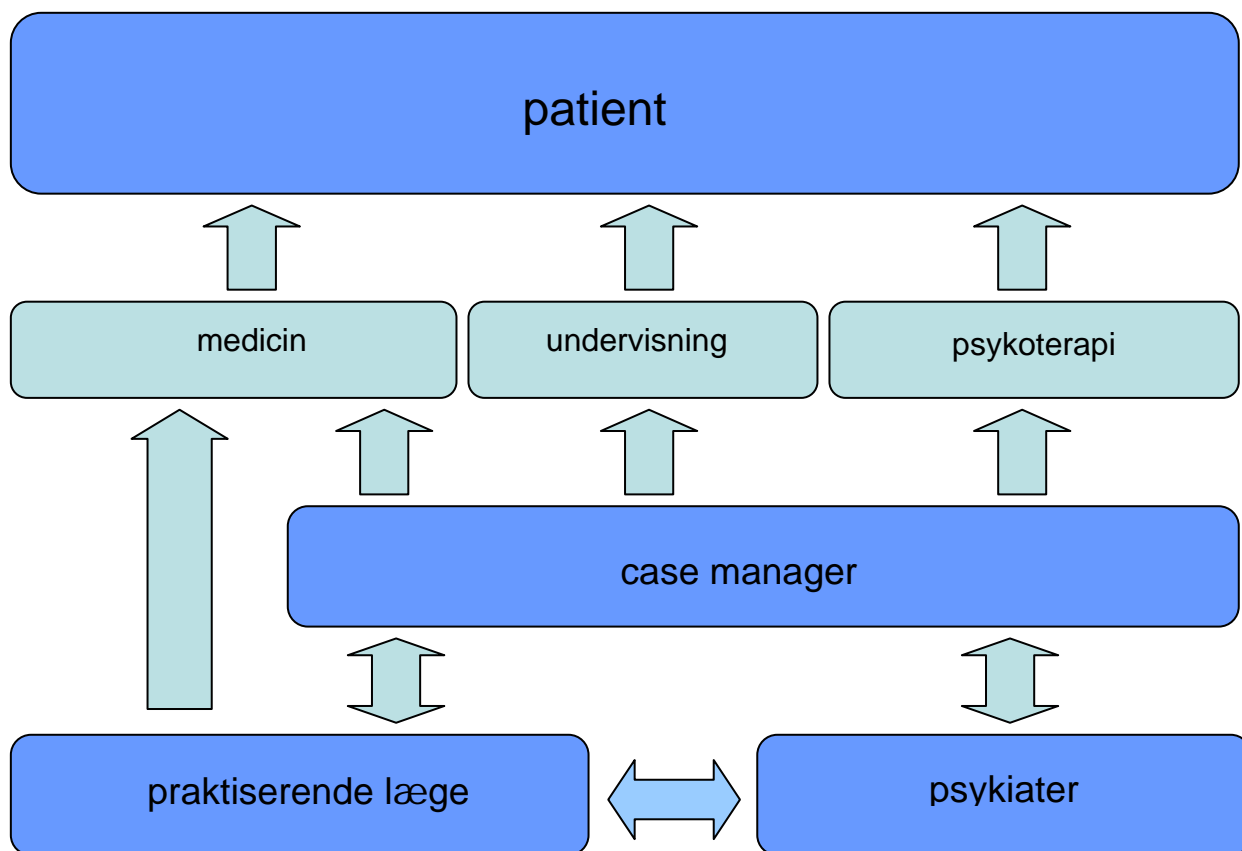 patient
medicin
undervisning
psykoterapi
case manager
praktiserende læge
psykiater